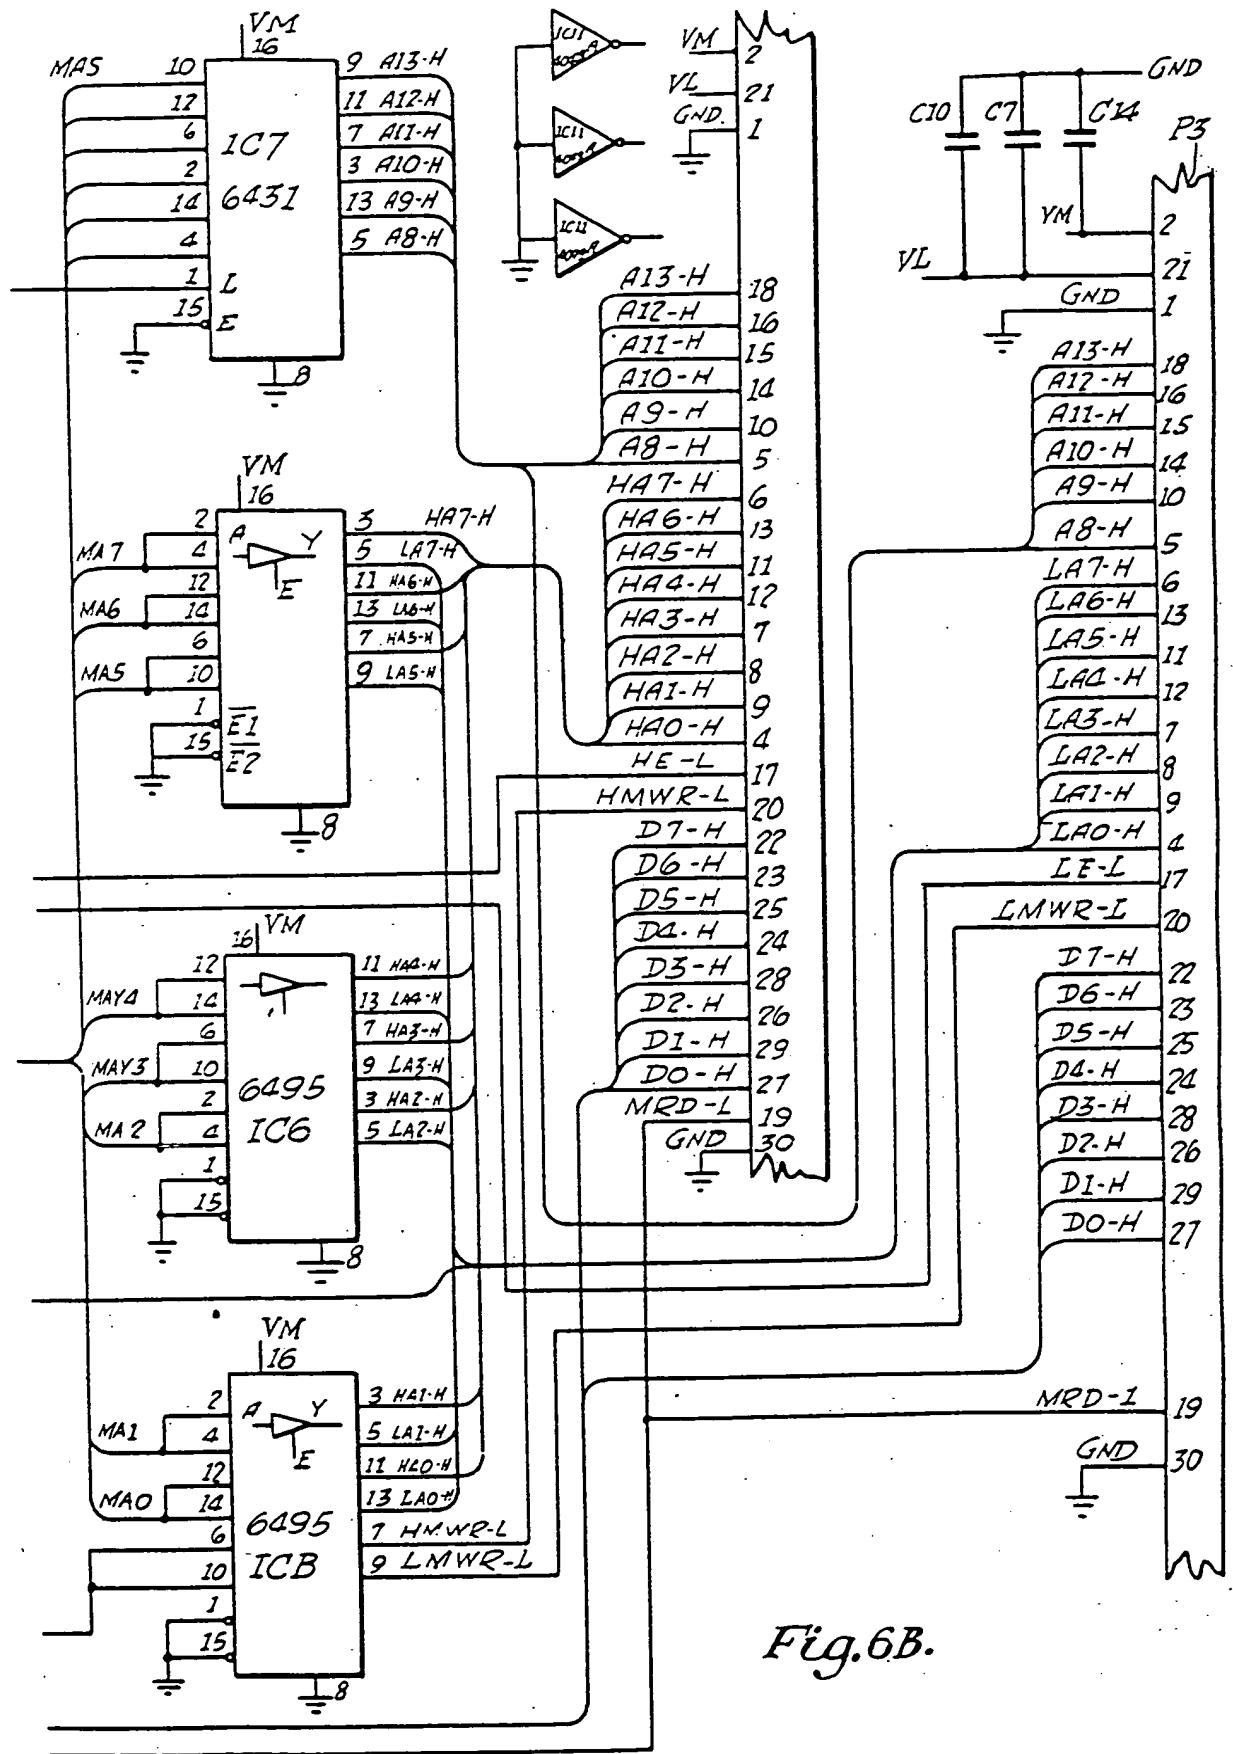 VM
16
MA5
10
12
6
2
14
4
1 L
15 E
IC7
6431
9 A13-H
11 A12-H
7 A11-H
3 A10-H
13 A9-H
5 A8-H
8
VM
16
MA7
2
4
MA6
12
14
MA5
6
10
1 E1
15 E2
A Y
E
3 HA7-H
5 LA7-H
11 HA6-H
13 LA6-H
7 HA5-H
9 LA5-H
8
VM
16
MAY4
12
14
MAY3
6
10
MA2
2
4
1
15
6495
IC6
11 HA4-H
13 LA4-H
7 HA3-H
9 LA3-H
3 HA2-H
5 LA2-H
8
VM
16
MA1
2
4
MA0
12
14
6
10
1
15
A Y
E
6495
ICB
3 HA1-H
5 LA1-H
11 HA0-H
13 LA0-H
7 HMWR-L
9 LMWR-L
8
IC11
IC11
IC11
VM 2
VL 21
GND. 1
A13-H 18
A12-H 16
A11-H 15
A10-H 14
A9-H 10
A8-H 5
HA7-H 6
HA6-H 13
HA5-H 11
HA4-H 12
HA3-H 7
HA2-H 8
HA1-H 9
HA0-H 4
HE-L 17
HMWR-L 20
D7-H 22
D6-H 23
D5-H 25
D4-H 24
D3-H 28
D2-H 26
D1-H 29
D0-H 27
MRD-L 19
GND 30
GND
C10 C7 C14
P3
YM 2
VL 21
GND 1
A13-H 18
A12-H 16
A11-H 15
A10-H 14
A9-H 10
A8-H 5
LA7-H 6
LA6-H 13
LA5-H 11
LA4-H 12
LA3-H 7
LA2-H 8
LA1-H 9
LA0-H 4
LE-L 17
LMWR-L 20
D7-H 22
D6-H 23
D5-H 25
D4-H 24
D3-H 28
D2-H 26
D1-H 29
D0-H 27
MRD-1 19
GND 30
Fig.6B.